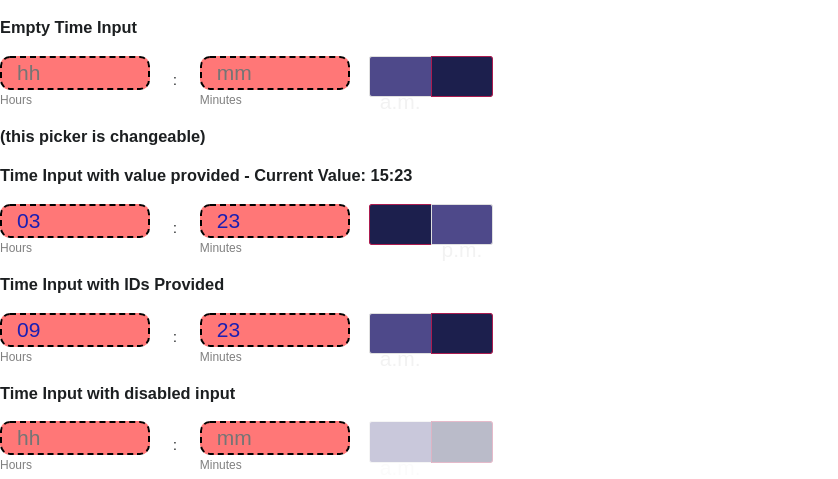 Empty Time Input
hh : mm
a.m.
Hours Minutes
(this picker is changeable)
Time Input with value provided - Current Value: 15:23
03 : 23
Hours Minutes
p.m.
Time Input with IDs Provided
09 : 23
Hours Minutes
a.m.
Time Input with disabled input
hh : mm
Hours Minutes
a.m.